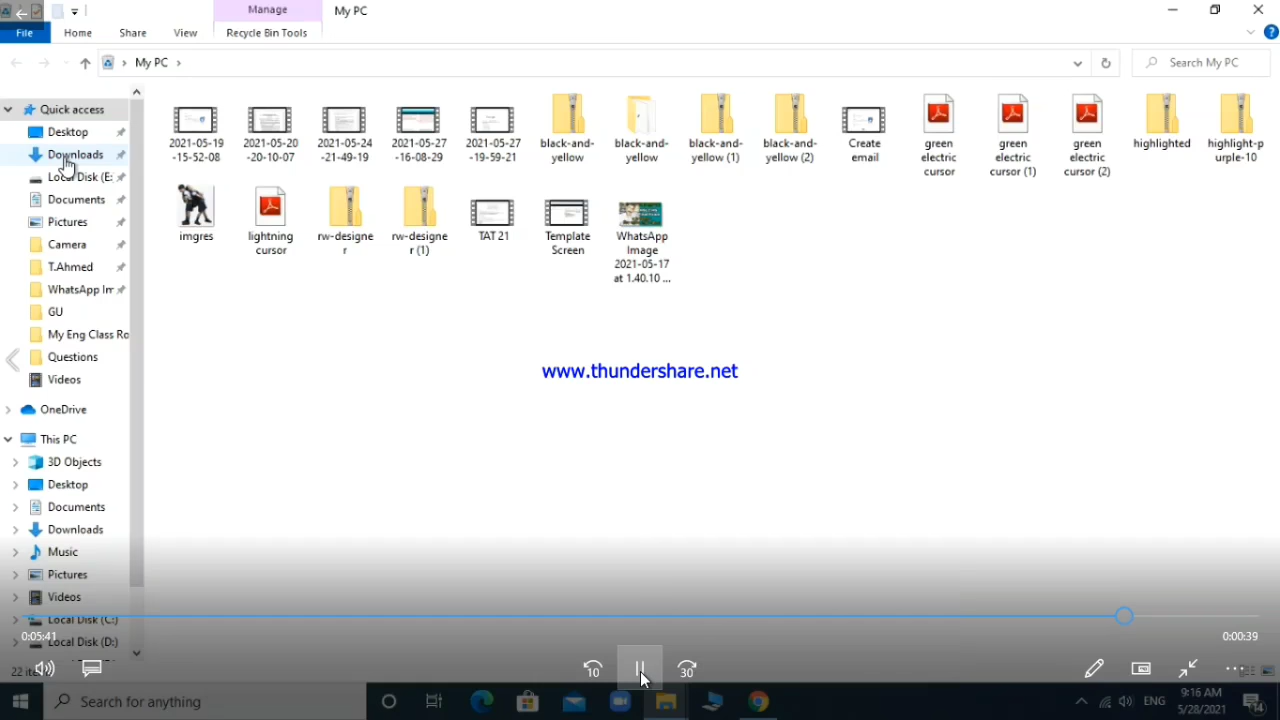 Manage
My PC
File
Home
Share
View
Recycle Bin Tools
My PC
Search My PC
Quick access
Desktop
Downloads
Local Disk (E:
Documents
Pictures
Camera
T.Ahmed
WhatsApp Im
GU
My Eng Class Ro
Questions
Videos
OneDrive
This PC
3D Objects
Desktop
Documents
Downloads
Music
Pictures
Videos
Local Disk (C:)
Local Disk (D:)
2021-05-19
-15-52-08
2021-05-20
-20-10-07
2021-05-24
-21-49-19
2021-05-27
-16-08-29
2021-05-27
-19-59-21
black-and-
yellow
black-and-
yellow
black-and-
yellow (1)
black-and-
yellow (2)
Create
email
green
electric
cursor
green
electric
cursor (1)
green
electric
cursor (2)
highlighted
highlight-p
urple-10
imgres
lightning
cursor
rw-designe
r
rw-designe
r (1)
TAT 21
Template
Screen
WhatsApp
Image
2021-05-17
at 1.40.10 ...
www.thundershare.net
0:05:41
0:00:39
10
30
Search for anything
ENG
9:16 AM
5/28/2021
14